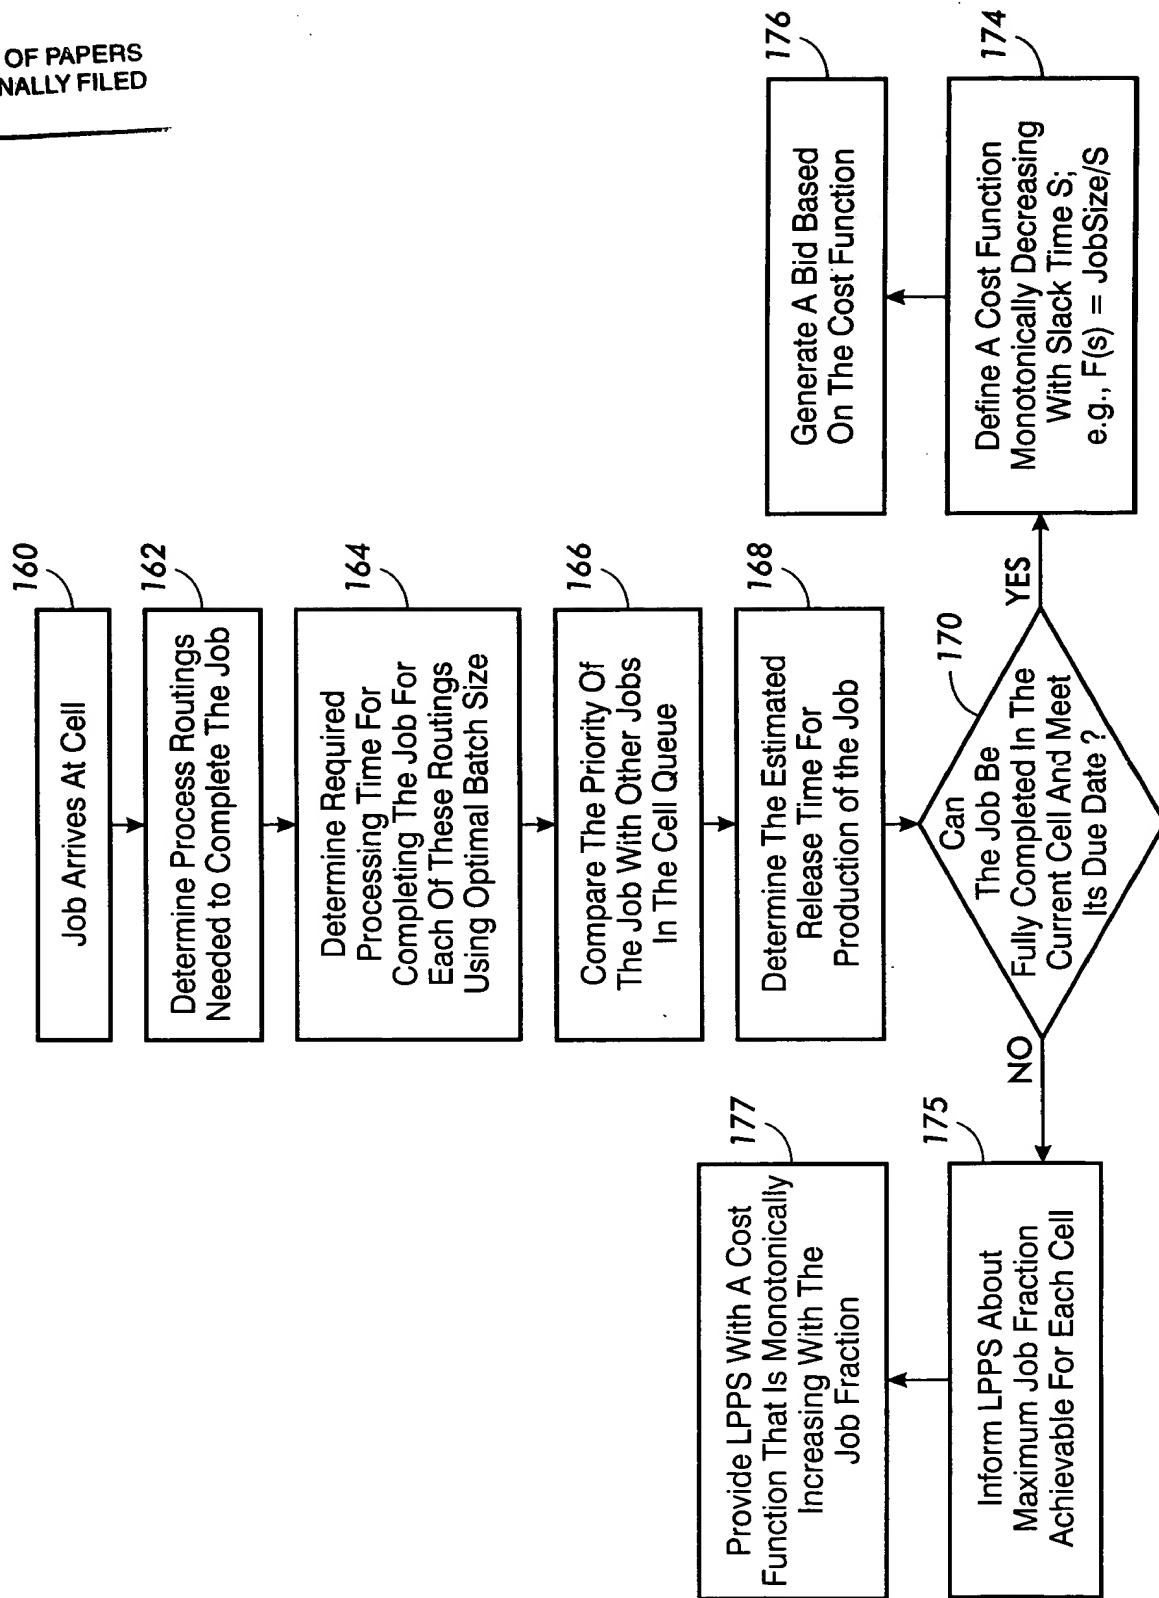 OF PAPERS
NALLY FILED
160
Job Arrives At Cell
162
Determine Process Routings
Needed to Complete The Job
164
Determine Required
Processing Time For
Completing The Job For
Each Of These Routings
Using Optimal Batch Size
166
Compare The Priority Of
The Job With Other Jobs
In The Cell Queue
168
Determine The Estimated
Release Time For
Production of the Job
170
Can
The Job Be
Fully Completed In The
Current Cell And Meet
Its Due Date ?
NO
YES
177
Provide LPPS With A Cost
Function That Is Monotonically
Increasing With The
Job Fraction
175
Inform LPPS About
Maximum Job Fraction
Achievable For Each Cell
176
Generate A Bid Based
On The Cost Function
174
Define A Cost Function
Monotonically Decreasing
With Slack Time S;
e.g., F(s) = JobSize/S